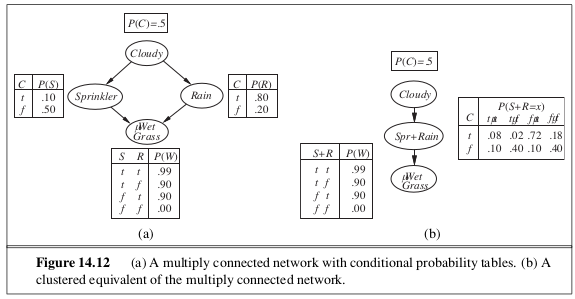 P(C)=.5
Cloudy
C P(S)
t .10
f .50
Sprinkler
Rain
C P(R)
t .80
f .20
Wet
Grass
S R P(W)
t t .99
t f .90
f t .90
f f .00
(a)
P(C)=.5
Cloudy
Spr+Rain
Wet
Grass
P(S+R=x)
C
t .08 .02 .72 .18
f .10 .40 .10 .40
S+R P(W)
t t .99
t f .90
f t .90
f f .00
(b)
Figure 14.12 (a) A multiply connected network with conditional probability tables. (b) A
clustered equivalent of the multiply connected network.